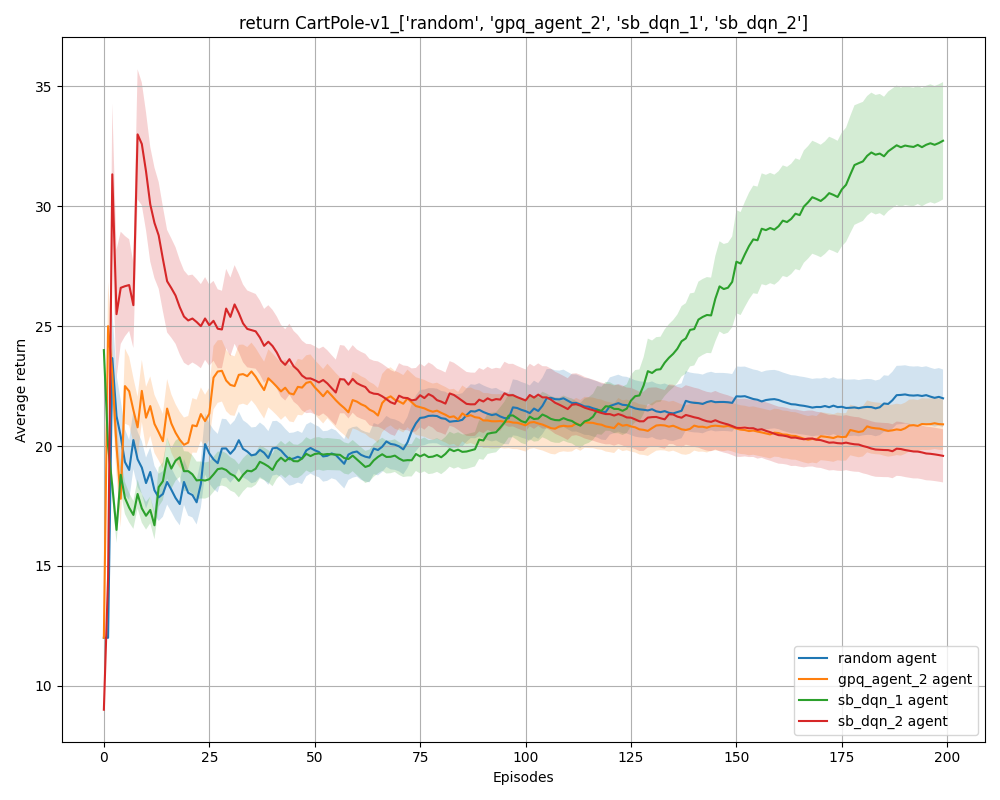 return CartPole-v1_['random', 'gpq_agent_2', 'sb_dqn_1', 'sb_dqn_2']
Average return
35
30
25
20
15
10
0 25 50 75 100 125 150 175 200
Episodes
random agent
gpq_agent_2 agent
sb_dqn_1 agent
sb_dqn_2 agent